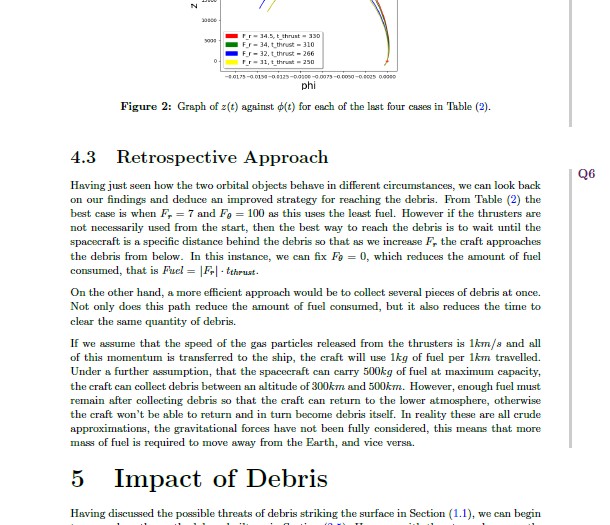 z
15000
10000
5000
0
F_r = 34.5, t_thrust = 330
F_r = 34, t_thrust = 310
F_r = 32, t_thrust = 266
F_r = 31, t_thrust = 250
−0.0175−0.0150−0.0125−0.0100−0.0075−0.0050−0.0025 0.0000
phi
Figure 2: Graph of z(t) against ϕ(t) for each of the last four cases in Table (2).
4.3 Retrospective Approach
Q6
Having just seen how the two orbital objects behave in different circumstances, we can look back
on our findings and deduce an improved strategy for reaching the debris. From Table (2) the
best case is when Fᵣ = 7 and F_θ = 100 as this uses the least fuel. However if the thrusters are
not necessarily used from the start, then the best way to reach the debris is to wait until the
spacecraft is a specific distance behind the debris so that as we increase Fᵣ the craft approaches
the debris from below. In this instance, we can fix F_θ = 0, which reduces the amount of fuel
consumed, that is Fuel = |Fᵣ| · t_thrust.
On the other hand, a more efficient approach would be to collect several pieces of debris at once.
Not only does this path reduce the amount of fuel consumed, but it also reduces the time to
clear the same quantity of debris.
If we assume that the speed of the gas particles released from the thrusters is 1km/s and all
of this momentum is transferred to the ship, the craft will use 1kg of fuel per 1km travelled.
Under a further assumption, that the spacecraft can carry 500kg of fuel at maximum capacity,
the craft can collect debris between an altitude of 300km and 500km. However, enough fuel must
remain after collecting debris so that the craft can return to the lower atmosphere, otherwise
the craft won't be able to return and in turn become debris itself. In reality these are all crude
approximations, the gravitational forces have not been fully considered, this means that more
mass of fuel is required to move away from the Earth, and vice versa.
5 Impact of Debris
Having discussed the possible threats of debris striking the surface in Section (1.1), we can begin